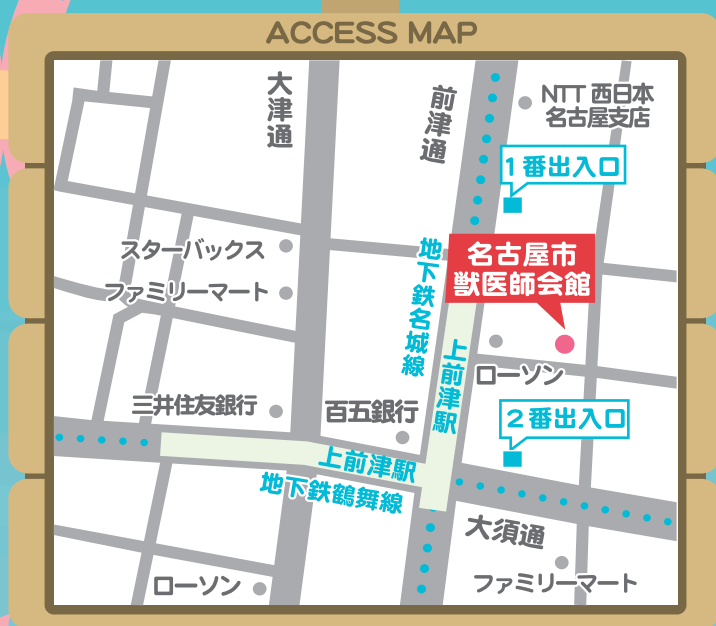 ACCESS MAP
大津通
前津通
NTT 西日本
名古屋支店
1番出入口
スターバックス
ファミリーマート
地下鉄名城線
名古屋市
獣医師会館
上前津駅
ローソン
三井住友銀行
百五銀行
2番出入口
上前津駅
地下鉄鶴舞線
大須通
ローソン
ファミリーマート